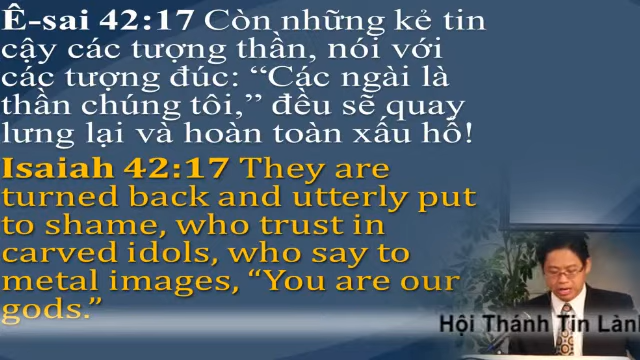 Ê-sai 42:17 Còn những kẻ tin
cậy các tượng thần, nói với
các tượng đúc: “Các ngài là
thần chúng tôi,” đều sẽ quay
lưng lại và hoàn toàn xấu hổ!
Isaiah 42:17 They are
turned back and utterly put
to shame, who trust in
carved idols, who say to
metal images, “You are our
gods.”
Hội Thánh Tin Lành